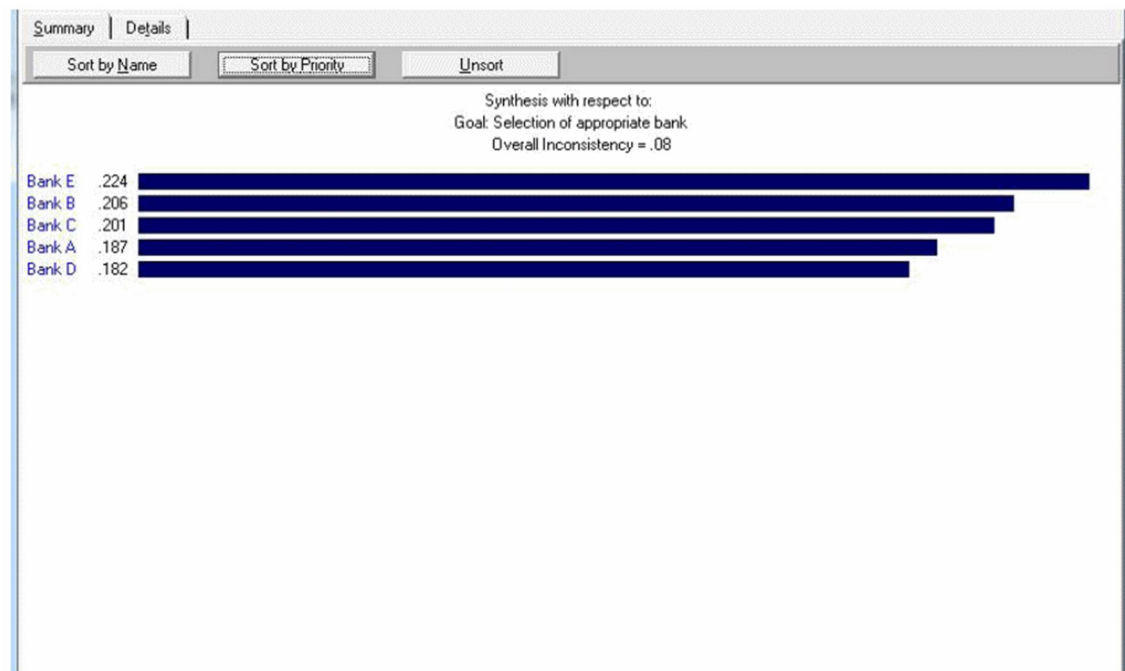 Summary Details
Sort by Name Sort by Priority Unsort
Synthesis with respect to:
Goal: Selection of appropriate bank
Overall Inconsistency = .08
Bank E .224
Bank B .206
Bank C .201
Bank A .187
Bank D .182